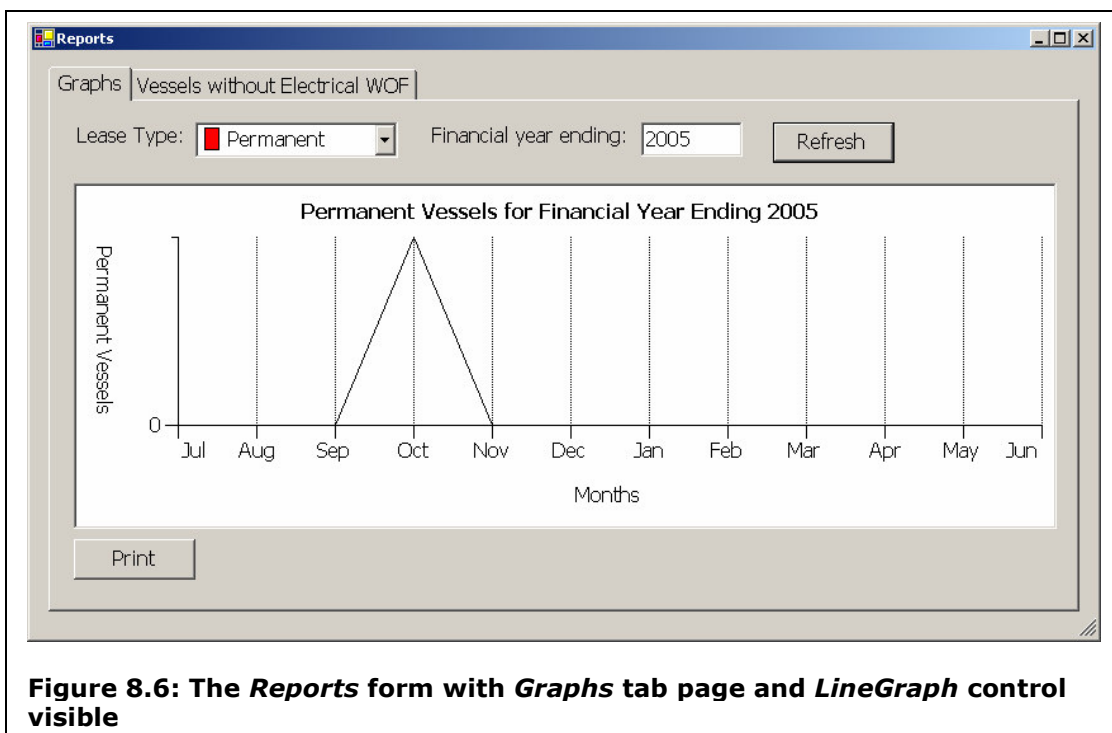 Reports
Graphs Vessels without Electrical WOF
Lease Type: Permanent Financial year ending: 2005 Refresh
Permanent Vessels for Financial Year Ending 2005
Permanent Vessels
0
Jul Aug Sep Oct Nov Dec Jan Feb Mar Apr May Jun
Months
Print
Figure 8.6: The Reports form with Graphs tab page and LineGraph control
visible